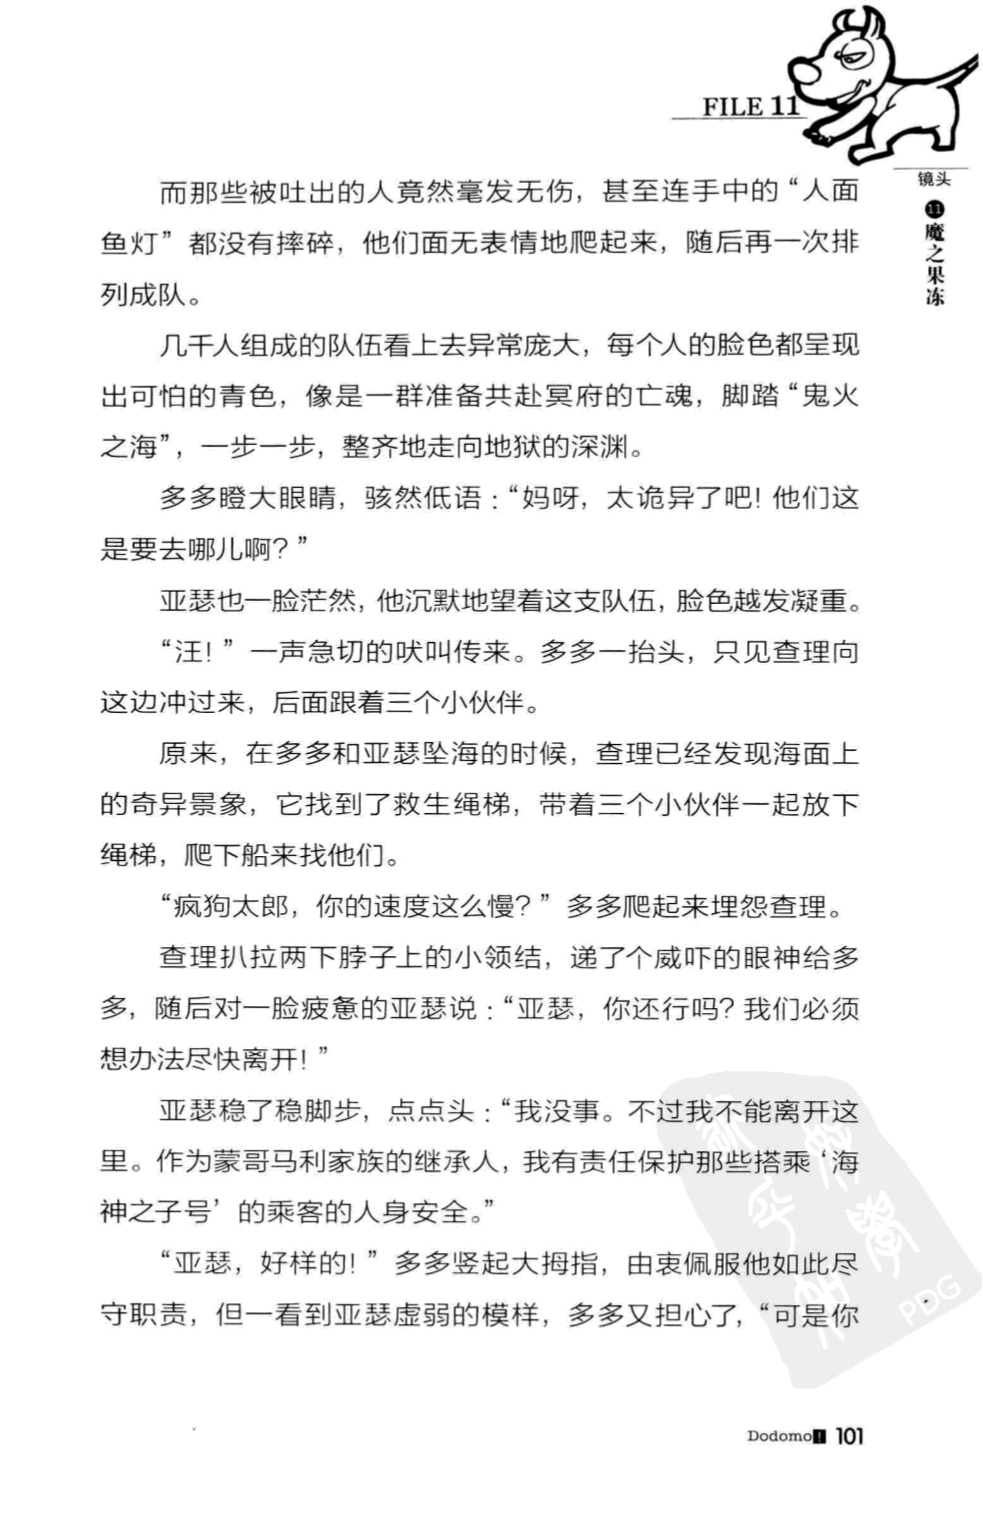 FILE 11
镜头
⓫
魔之果冻
而那些被吐出的人竟然毫发无伤，甚至连手中的“人面
鱼灯”都没有摔碎，他们面无表情地爬起来，随后再一次排
列成队。
几千人组成的队伍看上去异常庞大，每个人的脸色都呈现
出可怕的青色，像是一群准备共赴冥府的亡魂，脚踏“鬼火
之海”，一步一步，整齐地走向地狱的深渊。
多多瞪大眼睛，骇然低语：“妈呀，太诡异了吧！他们这
是要去哪儿啊？”
亚瑟也一脸茫然，他沉默地望着这支队伍，脸色越发凝重。
“汪！”一声急切的吠叫传来。多多一抬头，只见查理向
这边冲过来，后面跟着三个小伙伴。
原来，在多多和亚瑟坠海的时候，查理已经发现海面上
的奇异景象，它找到了救生绳梯，带着三个小伙伴一起放下
绳梯，爬下船来找他们。
“疯狗太郎，你的速度这么慢？”多多爬起来埋怨查理。
查理扒拉两下脖子上的小领结，递了个威吓的眼神给多
多，随后对一脸疲惫的亚瑟说：“亚瑟，你还行吗？我们必须
想办法尽快离开！”
亚瑟稳了稳脚步，点点头：“我没事。不过我不能离开这
里。作为蒙哥马利家族的继承人，我有责任保护那些搭乘‘海
神之子号’的乘客的人身安全。”
“亚瑟，好样的！”多多竖起大拇指，由衷佩服他如此尽
守职责，但一看到亚瑟虚弱的模样，多多又担心了，“可是你
PDG
Dodomo! 101